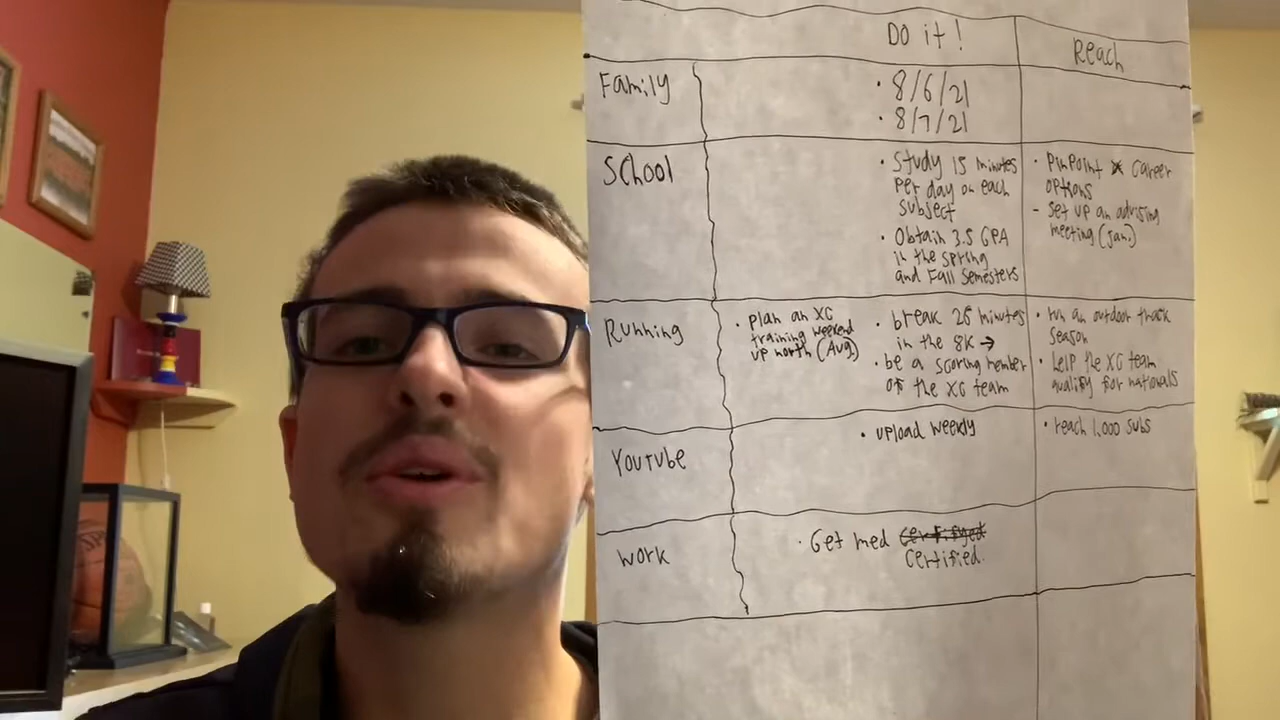 Do it!
Reach
Family
• 8/6/21
• 8/7/21
School
• Study 15 minutes
per day on each
subject
• Obtain 3.5 GPA
in the spring
and Fall Semesters
• Pinpoint career
options
- Set up an advising
meeting (Jan.)
Running
• plan an XC
training weekend
up north (Aug)
• break 26 minutes
in the 8K →
• be a scoring member
of the XC team
• run an outdoor track
season
• help the XC team
qualify for nationals
Youtube
• upload weekly
• reach 1,000 subs
Work
• Get med certifyed
certified.